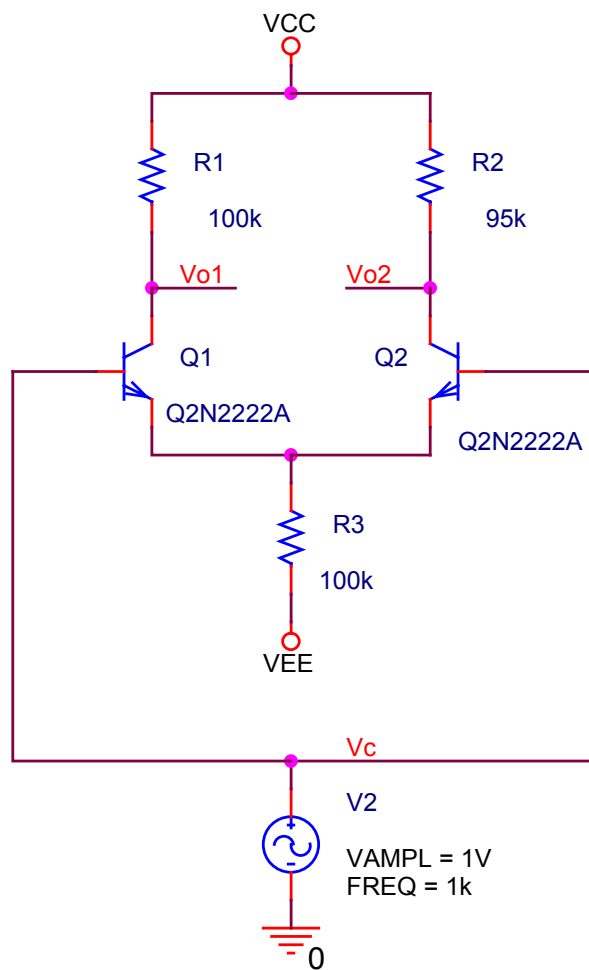 VCC
R1
R2
100k
95k
Vo1
Vo2
Q1
Q2
Q2N2222A
Q2N2222A
R3
100k
VEE
Vc
V2
VAMPL = 1V
FREQ = 1k
0